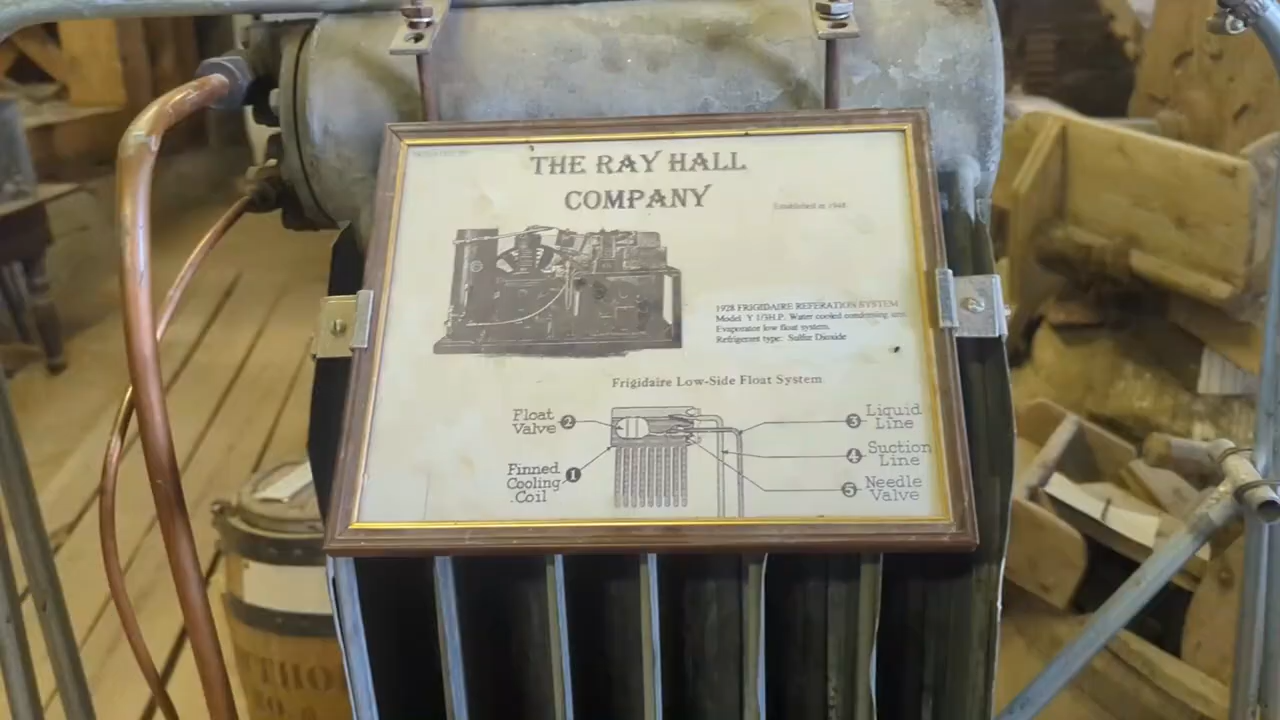 THE RAY HALL
COMPANY
Established in 1948
1928 FRIGIDAIRE REFERATION SYSTEM
Model Y 1/3H.P. Water cooled condensing unit
Evaporator low float system.
Refrigerant type: Sulfur Dioxide
Frigidaire Low-Side Float System
Float
Valve 2
Finned
Cooling 1
Coil
3 Liquid
Line
4 Suction
Line
5 Needle
Valve